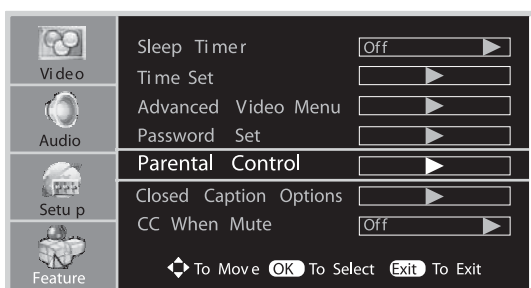 Video
Audio
Setup
Feature
Sleep Timer Off
Time Set
Advanced Video Menu
Password Set
Parental Control
Closed Caption Options
CC When Mute Off
To Move OK To Select Exit To Exit